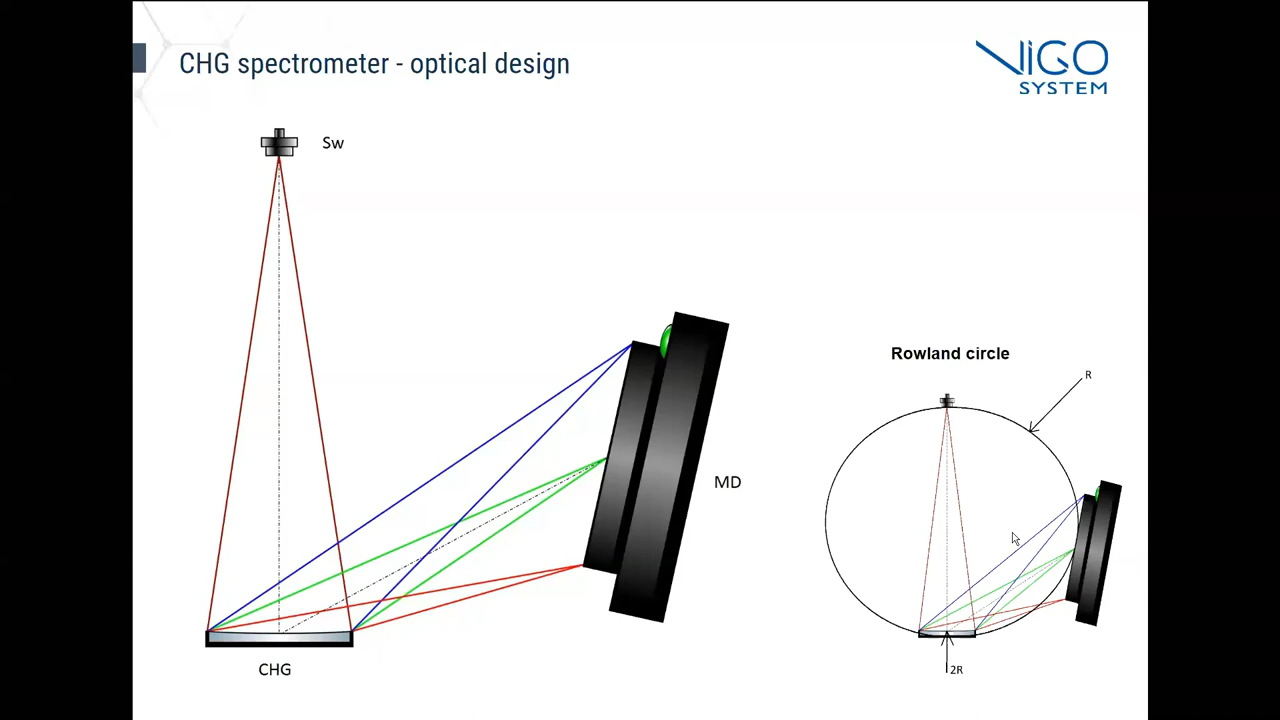 CHG spectrometer - optical design
VIGO
SYSTEM
Sw
Rowland circle
R
MD
CHG
2R